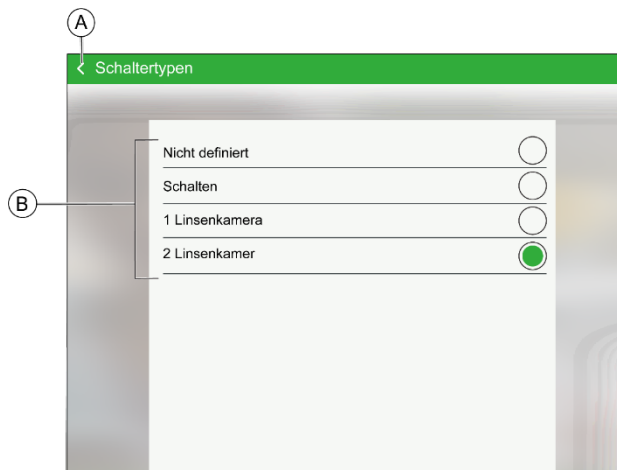 A
Schaltertypen
Nicht definiert
Schalten
B
1 Linsenkamera
2 Linsenkamer